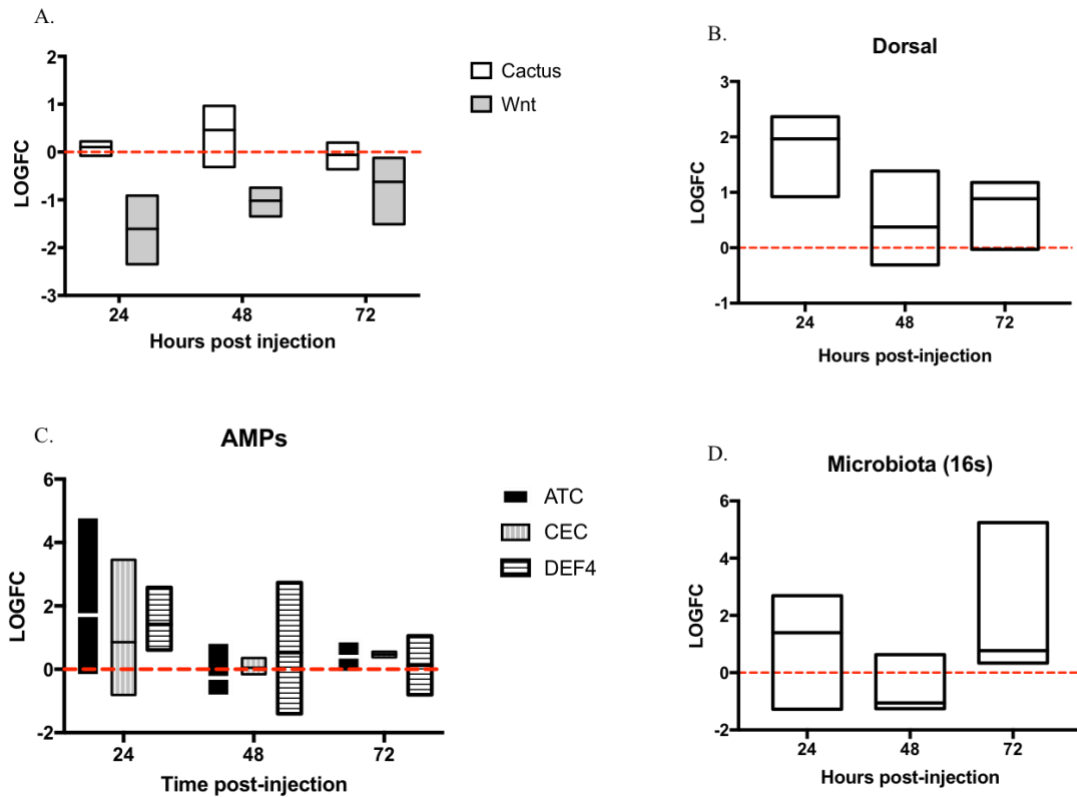 A.
2
1
0
-1
-2
-3
LOGFC
24 48 72
Hours post injection
Cactus
Wnt
B.
Dorsal
3
2
1
0
-1
LOGFC
24 48 72
Hours post-injection
C.
AMPs
6
4
2
0
-2
LOGFC
24 48 72
Time post-injection
ATC
CEC
DEF4
D.
Microbiota (16s)
6
4
2
0
-2
LOGFC
24 48 72
Hours post-injection